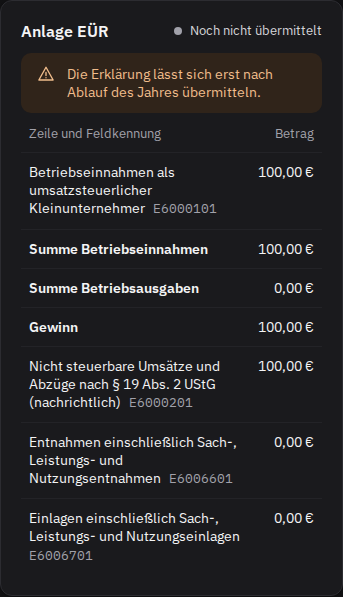 Anlage EÜR
Noch nicht übermittelt
Die Erklärung lässt sich erst nach
Ablauf des Jahres übermitteln.
Zeile und Feldkennung Betrag
Betriebseinnahmen als 100,00 €
umsatzsteuerlicher
Kleinunternehmer E6000101
Summe Betriebseinnahmen 100,00 €
Summe Betriebsausgaben 0,00 €
Gewinn 100,00 €
Nicht steuerbare Umsätze und 100,00 €
Abzüge nach § 19 Abs. 2 UStG
(nachrichtlich) E6000201
Entnahmen einschließlich Sach-, 0,00 €
Leistungs- und
Nutzungsentnahmen E6006601
Einlagen einschließlich Sach-, 0,00 €
Leistungs- und Nutzungseinlagen
E6006701